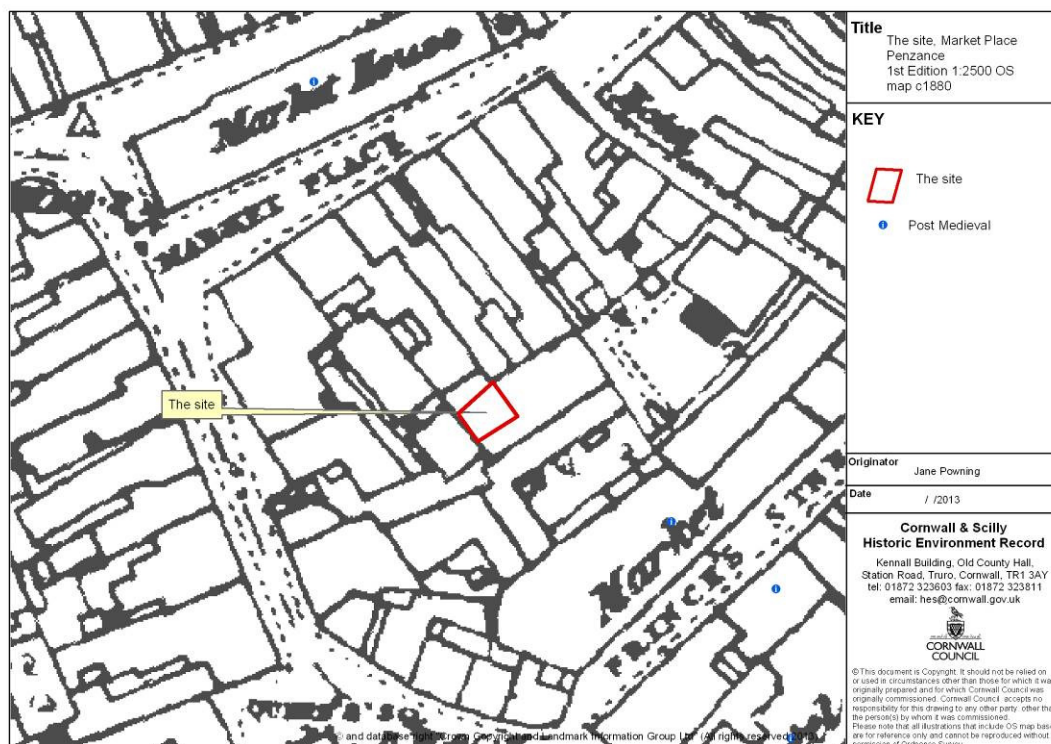 Market House
MARKET PLACE
The site
Market
PRINCE'S STR
© and database right "Crown Copyright and Landmark Information Group Ltd" (All rights reserved 2013)
Title
The site, Market Place
Penzance
1st Edition 1:2500 OS
map c1880
KEY
The site
Post Medieval
Originator
Jane Powning
Date
/ /2013
Cornwall & Scilly
Historic Environment Record
Kennall Building, Old County Hall,
Station Road, Truro, Cornwall, TR1 3AY
tel: 01872 323603 fax: 01872 323811
email: hes@cornwall.gov.uk
CORNWALL
COUNCIL
© This document is Copyright. It should not be relied on
or used in circumstances other than those for which it wa
originally prepared and for which Cornwall Council was
originally commissioned. Cornwall Council accepts no
responsibility for this drawing to any other party other tha
the person(s) by whom it was commissioned.
Please note that all illustrations that include OS map base
are for reference only and cannot be reproduced without
permission of Ordnance Survey